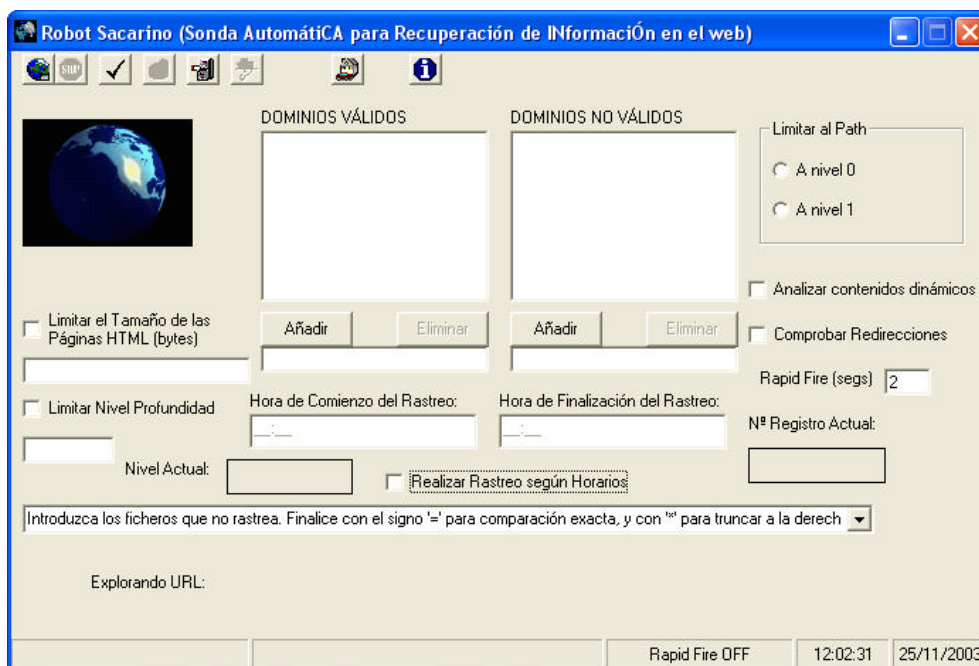 Robot Sacarino (Sonda AutomátiCA para Recuperación de INformaciÓn en el web)
STOP
DOMINIOS VÁLIDOS
DOMINIOS NO VÁLIDOS
Limitar al Path
A nivel 0
A nivel 1
Analizar contenidos dinámicos
Limitar el Tamaño de las
Páginas HTML (bytes)
Añadir
Eliminar
Añadir
Eliminar
Comprobar Redirecciones
Rapid Fire (segs)
2
Limitar Nivel Profundidad
Hora de Comienzo del Rastreo:
Hora de Finalización del Rastreo:
__:__
__:__
Nº Registro Actual:
Nivel Actual:
Realizar Rastreo según Horarios
Introduzca los ficheros que no rastrea. Finalice con el signo '=' para comparación exacta, y con '*' para truncar a la derech
Explorando URL:
Rapid Fire OFF
12:02:31
25/11/2003